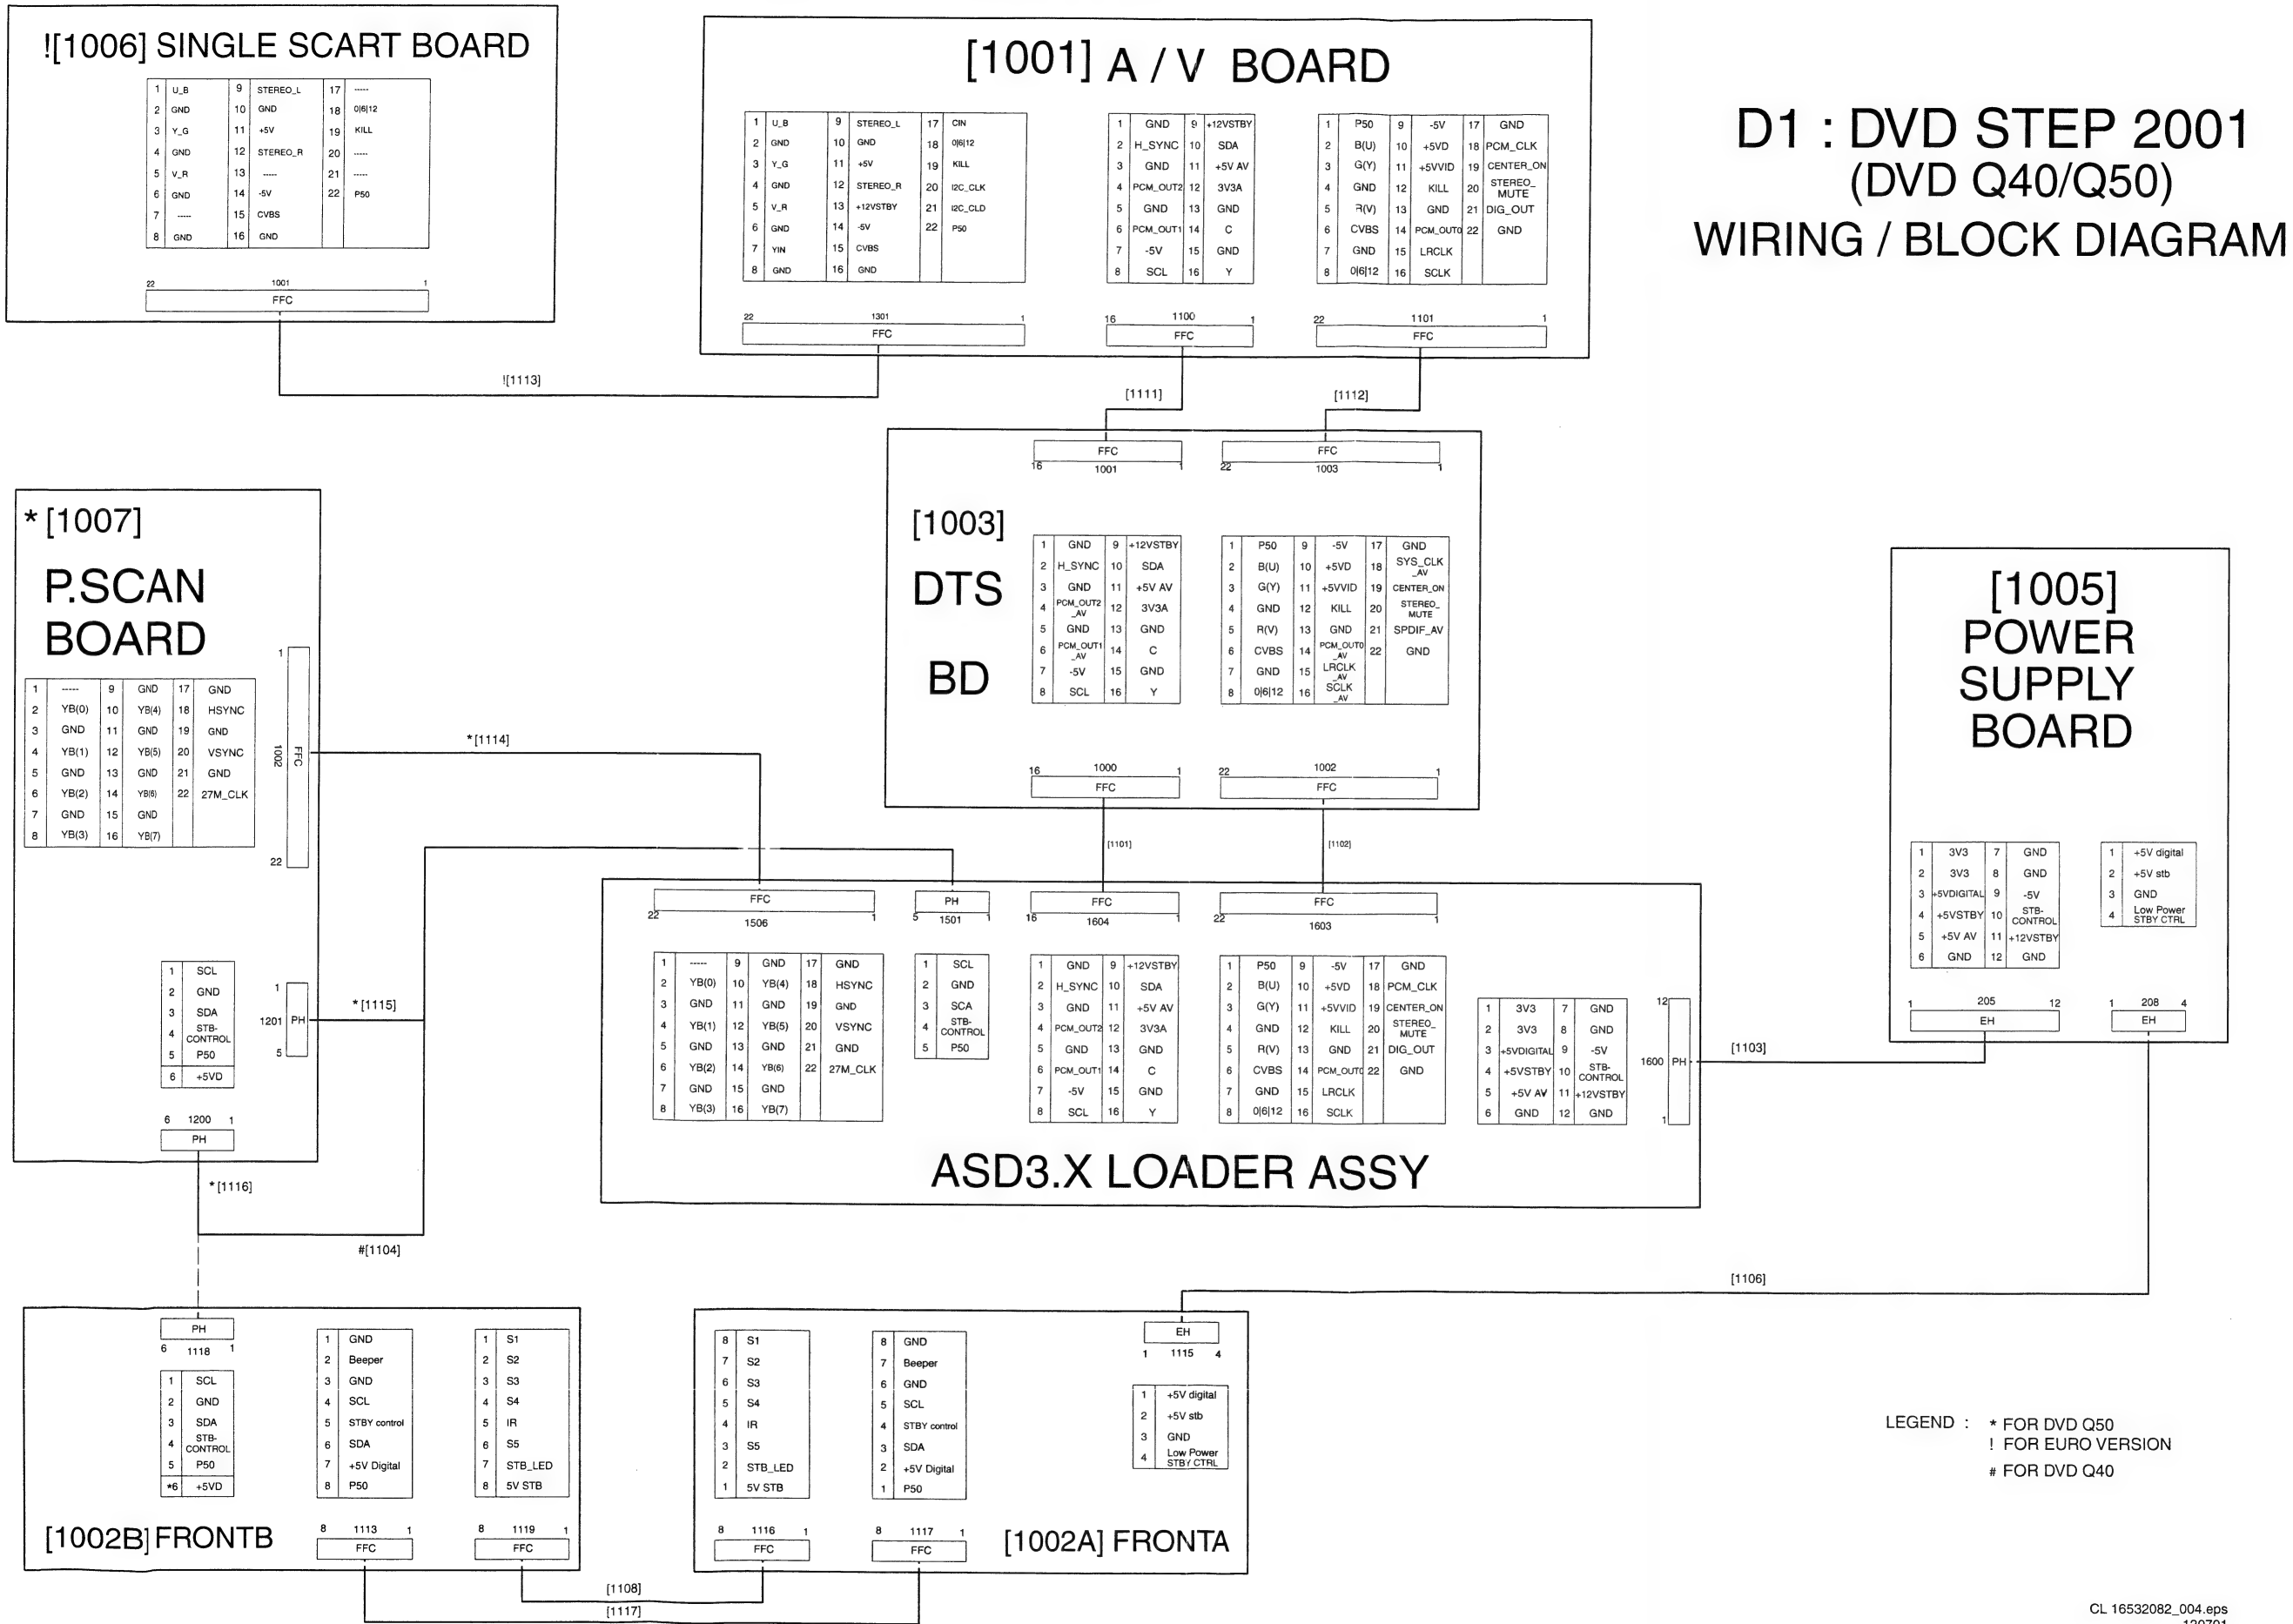 ![1006] SINGLE SCART BOARD
1 U_B 9 STEREO_L 17 -----
2 GND 10 GND 18 0|6|12
3 Y_G 11 +5V 19 KILL
4 GND 12 STEREO_R 20 -----
5 V_R 13 ----- 21 -----
6 GND 14 -5V 22 P50
7 ----- 15 CVBS
8 GND 16 GND
22 1001 1
FFC
[1001] A / V BOARD
1 U_B 9 STEREO_L 17 CIN
2 GND 10 GND 18 0|6|12
3 Y_G 11 +5V 19 KILL
4 GND 12 STEREO_R 20 I2C_CLK
5 V_R 13 +12VSTBY 21 I2C_CLD
6 GND 14 -5V 22 P50
7 YIN 15 CVBS
8 GND 16 GND
22 1301 1
FFC
1 GND 9 +12VSTBY
2 H_SYNC 10 SDA
3 GND 11 +5V AV
4 PCM_OUT2 12 3V3A
5 GND 13 GND
6 PCM_OUT1 14 C
7 -5V 15 GND
8 SCL 16 Y
16 1100 1
FFC
1 P50 9 -5V 17 GND
2 B(U) 10 +5VD 18 PCM_CLK
3 G(Y) 11 +5VVID 19 CENTER_ON
4 GND 12 KILL 20 STEREO_ MUTE
5 R(V) 13 GND 21 DIG_OUT
6 CVBS 14 PCM_OUT0 22 GND
7 GND 15 LRCLK
8 0|6|12 16 SCLK
22 1101 1
FFC
D1 : DVD STEP 2001
(DVD Q40/Q50)
WIRING / BLOCK DIAGRAM
![1113]
[1111]
[1112]
FFC
16 1001 1
FFC
22 1003 1
[1003]
DTS
BD
1 GND 9 +12VSTBY
2 H_SYNC 10 SDA
3 GND 11 +5V AV
4 PCM_OUT2 _AV 12 3V3A
5 GND 13 GND
6 PCM_OUT1 _AV 14 C
7 -5V 15 GND
8 SCL 16 Y
1 P50 9 -5V 17 GND
2 B(U) 10 +5VD 18 SYS_CLK _AV
3 G(Y) 11 +5VVID 19 CENTER_ON
4 GND 12 KILL 20 STEREO_ MUTE
5 R(V) 13 GND 21 SPDIF_AV
6 CVBS 14 PCM_OUT0 _AV 22 GND
7 GND 15 LRCLK _AV
8 0|6|12 16 SCLK _AV
16 1000 1
FFC
22 1002 1
FFC
* [1007]
P.SCAN
BOARD
1 ----- 9 GND 17 GND
2 YB(0) 10 YB(4) 18 HSYNC
3 GND 11 GND 19 GND
4 YB(1) 12 YB(5) 20 VSYNC
5 GND 13 GND 21 GND
6 YB(2) 14 YB(6) 22 27M_CLK
7 GND 15 GND
8 YB(3) 16 YB(7)
1
1002 FFC
22
1 SCL
2 GND
3 SDA
4 STB- CONTROL
5 P50
6 +5VD
1
1201 PH
5
6 1200 1
PH
*[1114]
*[1115]
*[1116]
#[1104]
[1101]
[1102]
FFC
22 1506 1
PH
5 1501 1
FFC
16 1604 1
FFC
22 1603 1
1 ----- 9 GND 17 GND
2 YB(0) 10 YB(4) 18 HSYNC
3 GND 11 GND 19 GND
4 YB(1) 12 YB(5) 20 VSYNC
5 GND 13 GND 21 GND
6 YB(2) 14 YB(6) 22 27M_CLK
7 GND 15 GND
8 YB(3) 16 YB(7)
1 SCL
2 GND
3 SCA
4 STB- CONTROL
5 P50
1 GND 9 +12VSTBY
2 H_SYNC 10 SDA
3 GND 11 +5V AV
4 PCM_OUT2 12 3V3A
5 GND 13 GND
6 PCM_OUT1 14 C
7 -5V 15 GND
8 SCL 16 Y
1 P50 9 -5V 17 GND
2 B(U) 10 +5VD 18 PCM_CLK
3 G(Y) 11 +5VVID 19 CENTER_ON
4 GND 12 KILL 20 STEREO_ MUTE
5 R(V) 13 GND 21 DIG_OUT
6 CVBS 14 PCM_OUT0 22 GND
7 GND 15 LRCLK
8 0|6|12 16 SCLK
1 3V3 7 GND
2 3V3 8 GND
3 +5VDIGITAL 9 -5V
4 +5VSTBY 10 STB- CONTROL
5 +5V AV 11 +12VSTBY
6 GND 12 GND
12
1600 PH
1
ASD3.X LOADER ASSY
[1103]
[1005]
POWER
SUPPLY
BOARD
1 3V3 7 GND
2 3V3 8 GND
3 +5VDIGITAL 9 -5V
4 +5VSTBY 10 STB- CONTROL
5 +5V AV 11 +12VSTBY
6 GND 12 GND
1 +5V digital
2 +5V stb
3 GND
4 Low Power STBY CTRL
1 205 12
EH
1 208 4
EH
[1106]
PH
6 1118 1
1 SCL
2 GND
3 SDA
4 STB- CONTROL
5 P50
*6 +5VD
1 GND
2 Beeper
3 GND
4 SCL
5 STBY control
6 SDA
7 +5V Digital
8 P50
1 S1
2 S2
3 S3
4 S4
5 IR
6 S5
7 STB_LED
8 5V STB
[1002B] FRONTB
8 1113 1
FFC
8 1119 1
FFC
8 S1
7 S2
6 S3
5 S4
4 IR
3 S5
2 STB_LED
1 5V STB
8 GND
7 Beeper
6 GND
5 SCL
4 STBY control
3 SDA
2 +5V Digital
1 P50
EH
1 1115 4
1 +5V digital
2 +5V stb
3 GND
4 Low Power STBY CTRL
8 1116 1
FFC
8 1117 1
FFC
[1002A] FRONTA
[1108]
[1117]
LEGEND : * FOR DVD Q50
! FOR EURO VERSION
# FOR DVD Q40
CL 16532082_004.eps